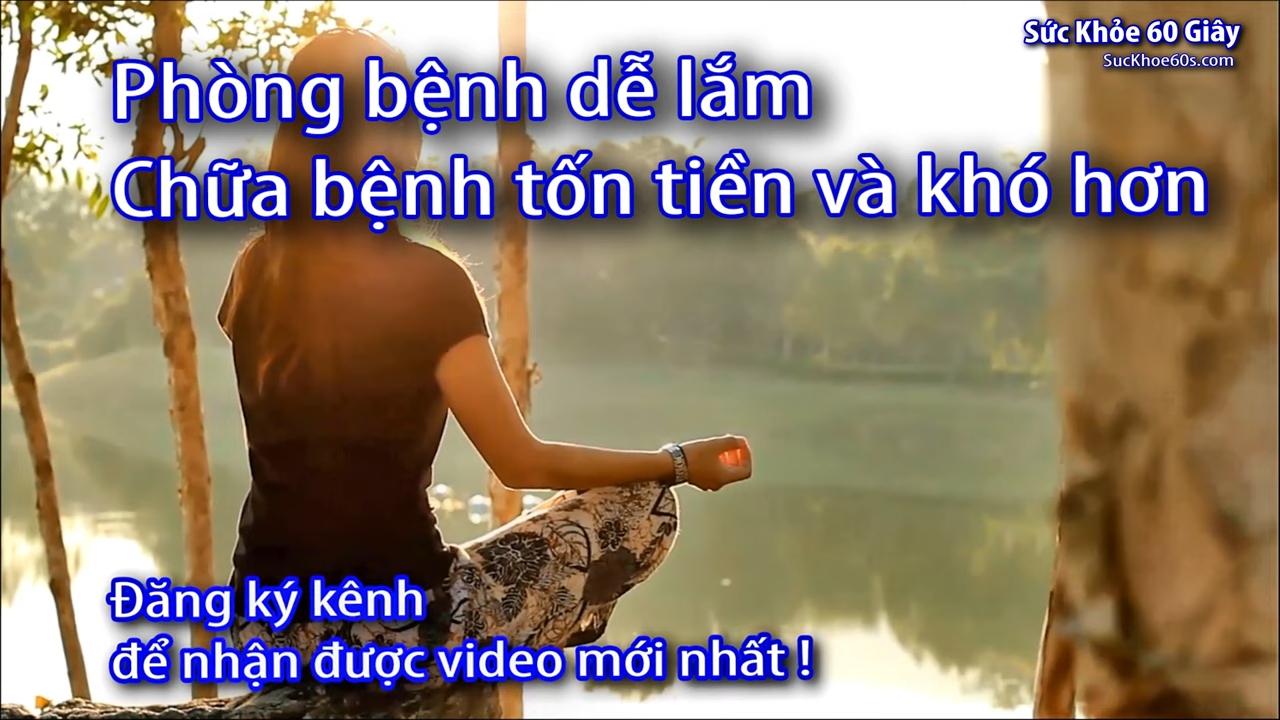 Sức Khỏe 60 Giây
SucKhoe60s.com
Phòng bệnh dễ lắm
Chữa bệnh tốn tiền và khó hơn
Đăng ký kênh
để nhận được video mới nhất !